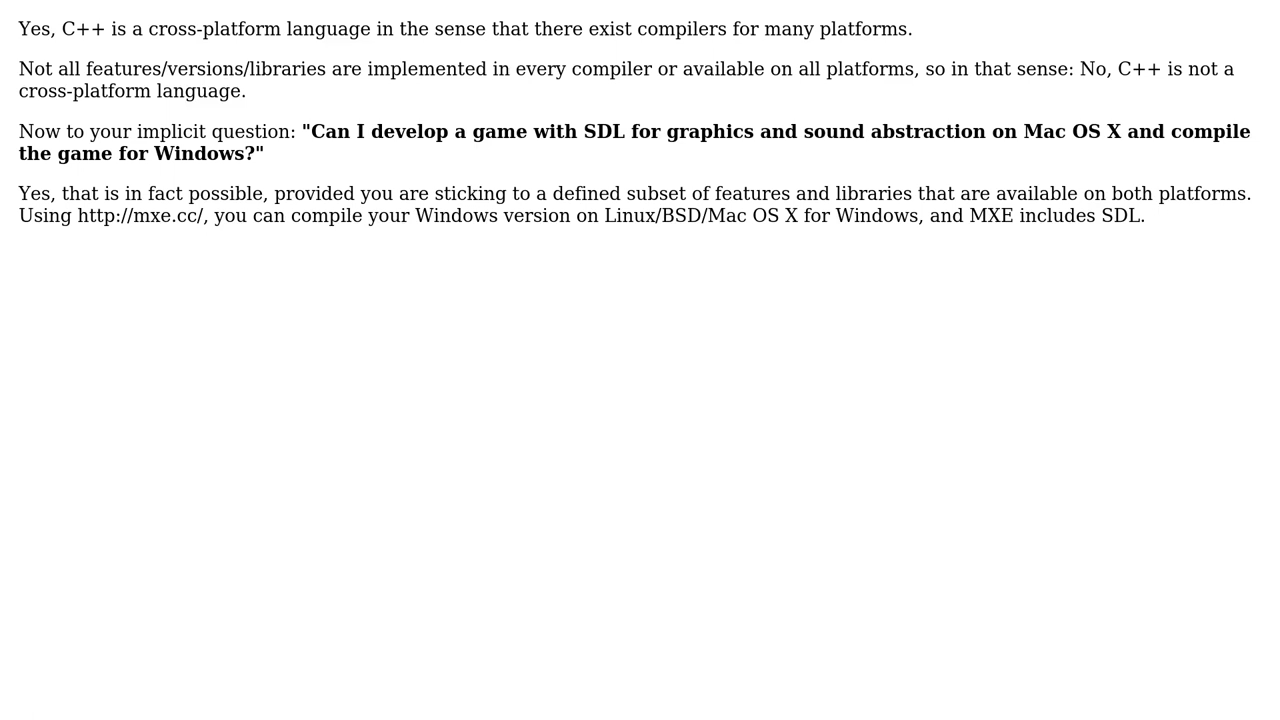 Yes, C++ is a cross-platform language in the sense that there exist compilers for many platforms.
Not all features/versions/libraries are implemented in every compiler or available on all platforms, so in that sense: No, C++ is not a
cross-platform language.
Now to your implicit question: "Can I develop a game with SDL for graphics and sound abstraction on Mac OS X and compile
the game for Windows?"
Yes, that is in fact possible, provided you are sticking to a defined subset of features and libraries that are available on both platforms.
Using http://mxe.cc/, you can compile your Windows version on Linux/BSD/Mac OS X for Windows, and MXE includes SDL.